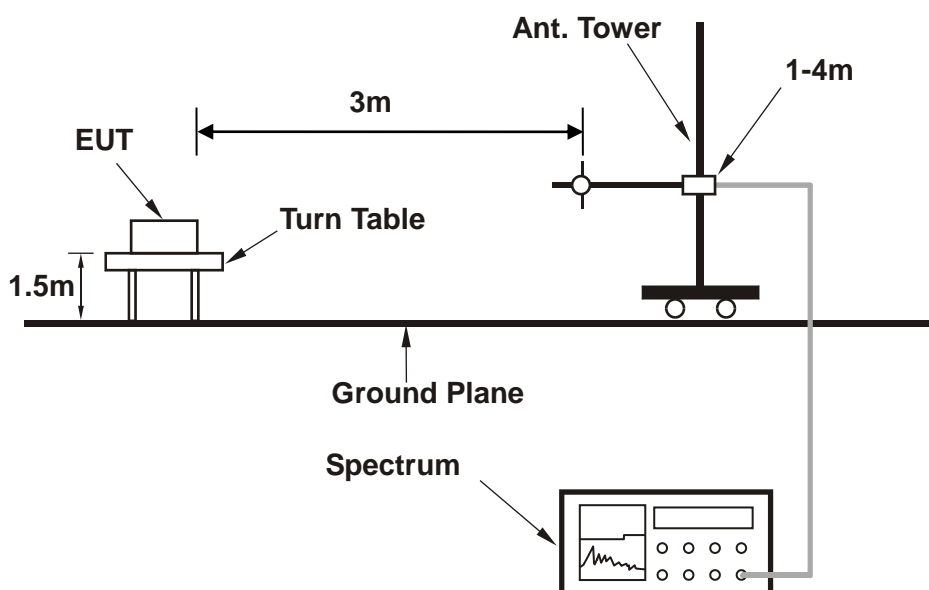 Ant. Tower
1-4m
3m
EUT
Turn Table
1.5m
Ground Plane
Spectrum